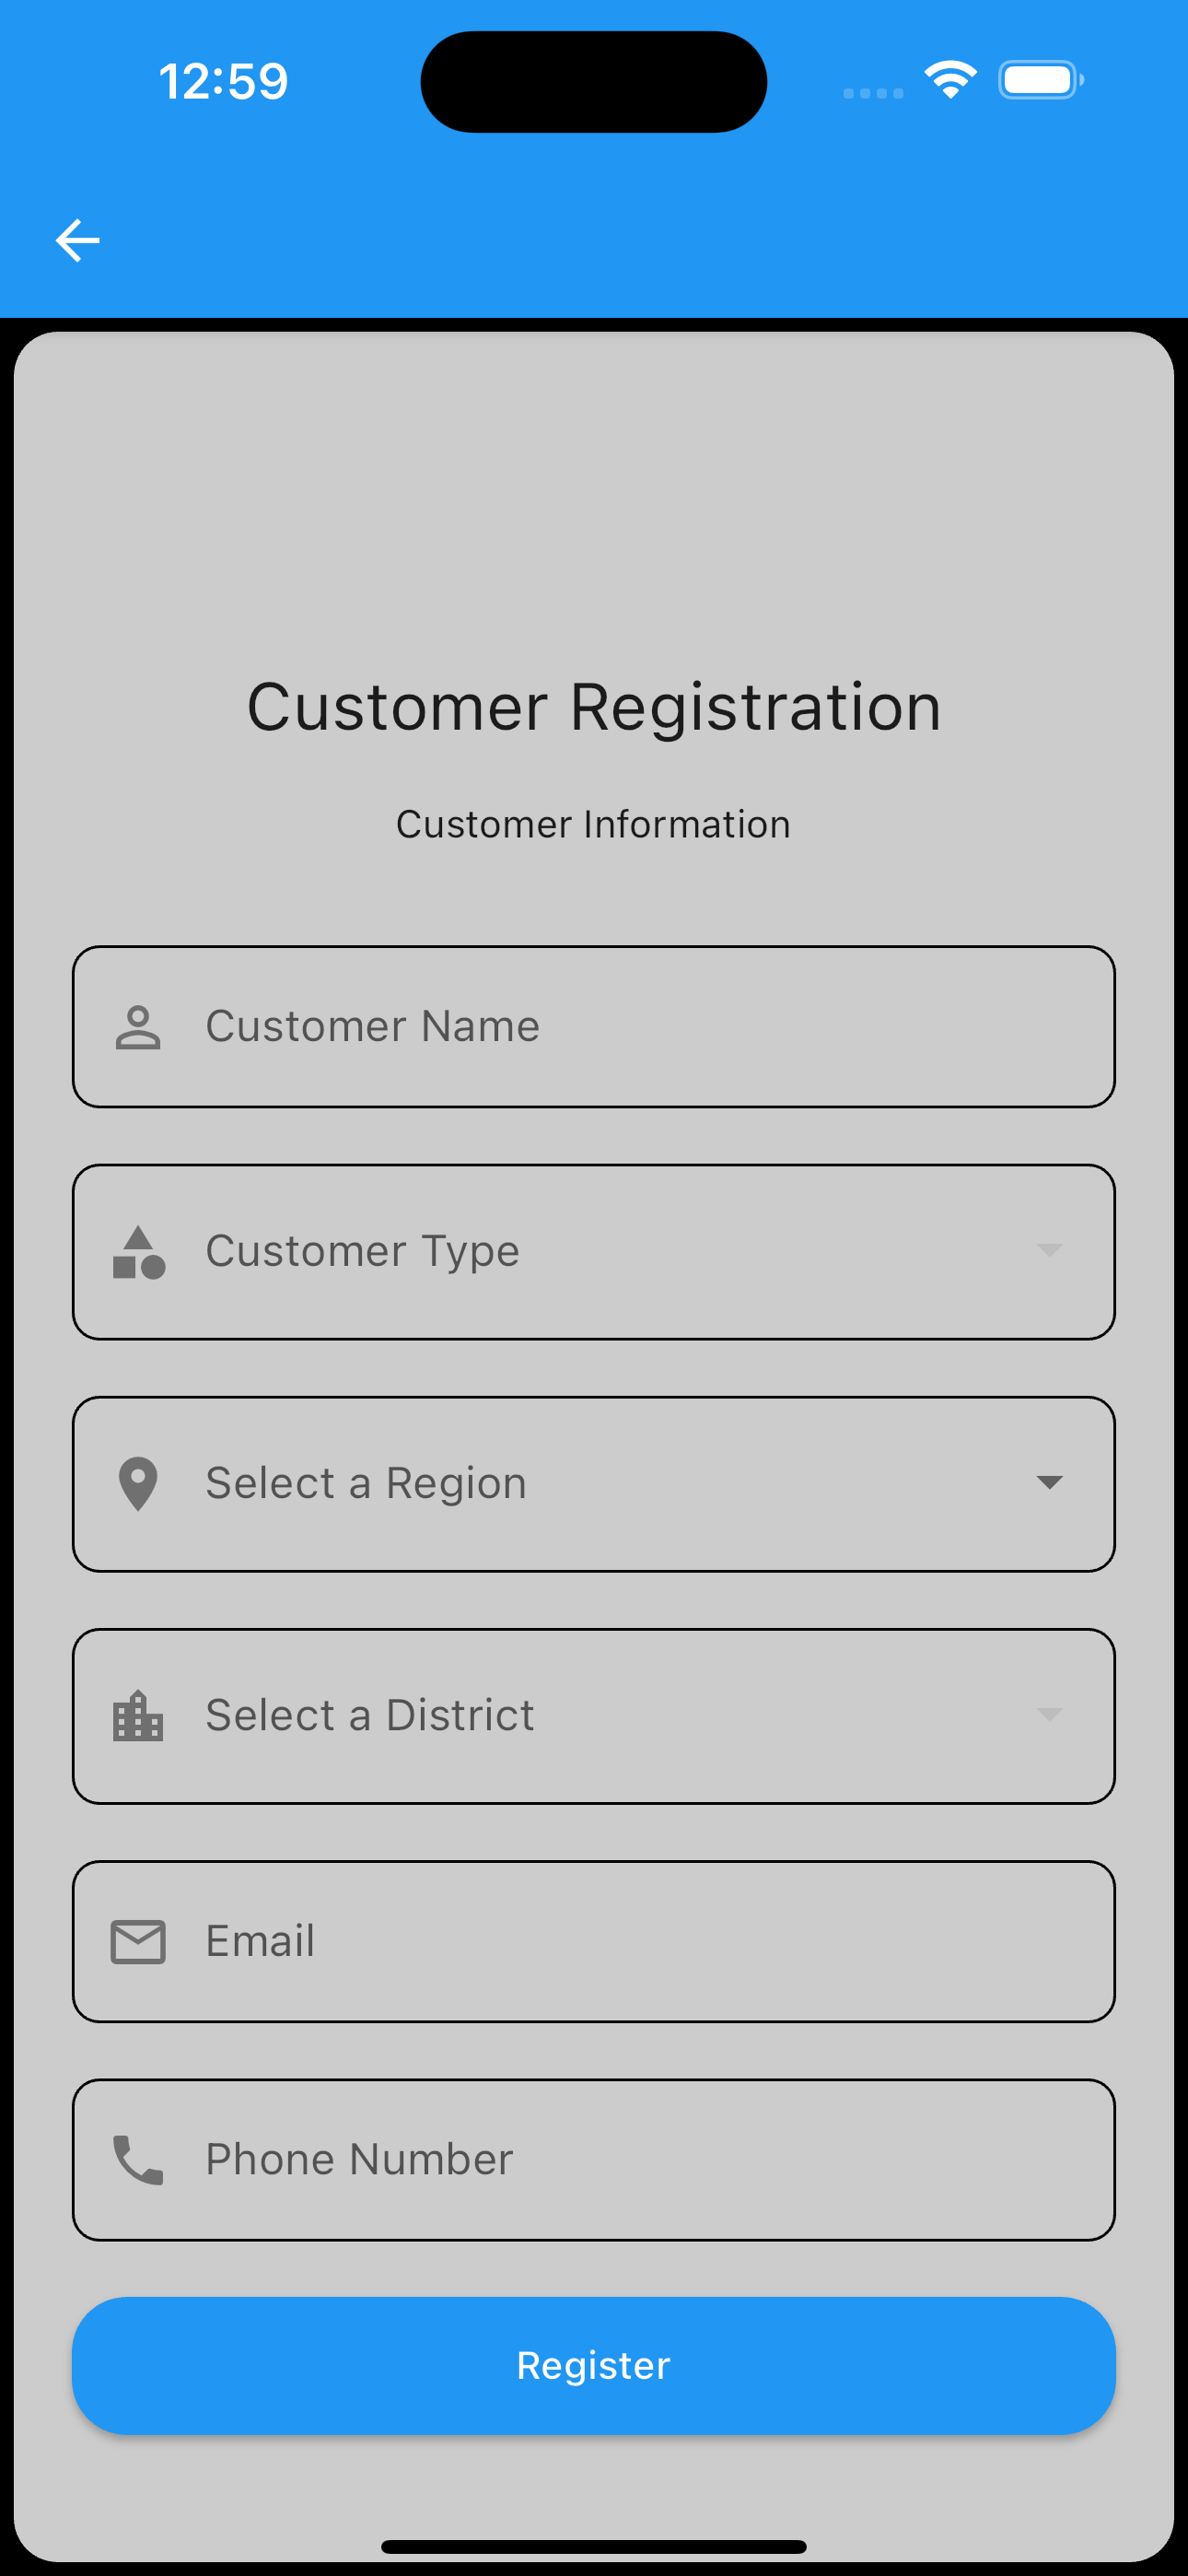 12:59
Customer Registration
Customer Information
Customer Name
Customer Type
Select a Region
Select a District
Email
Phone Number
Register